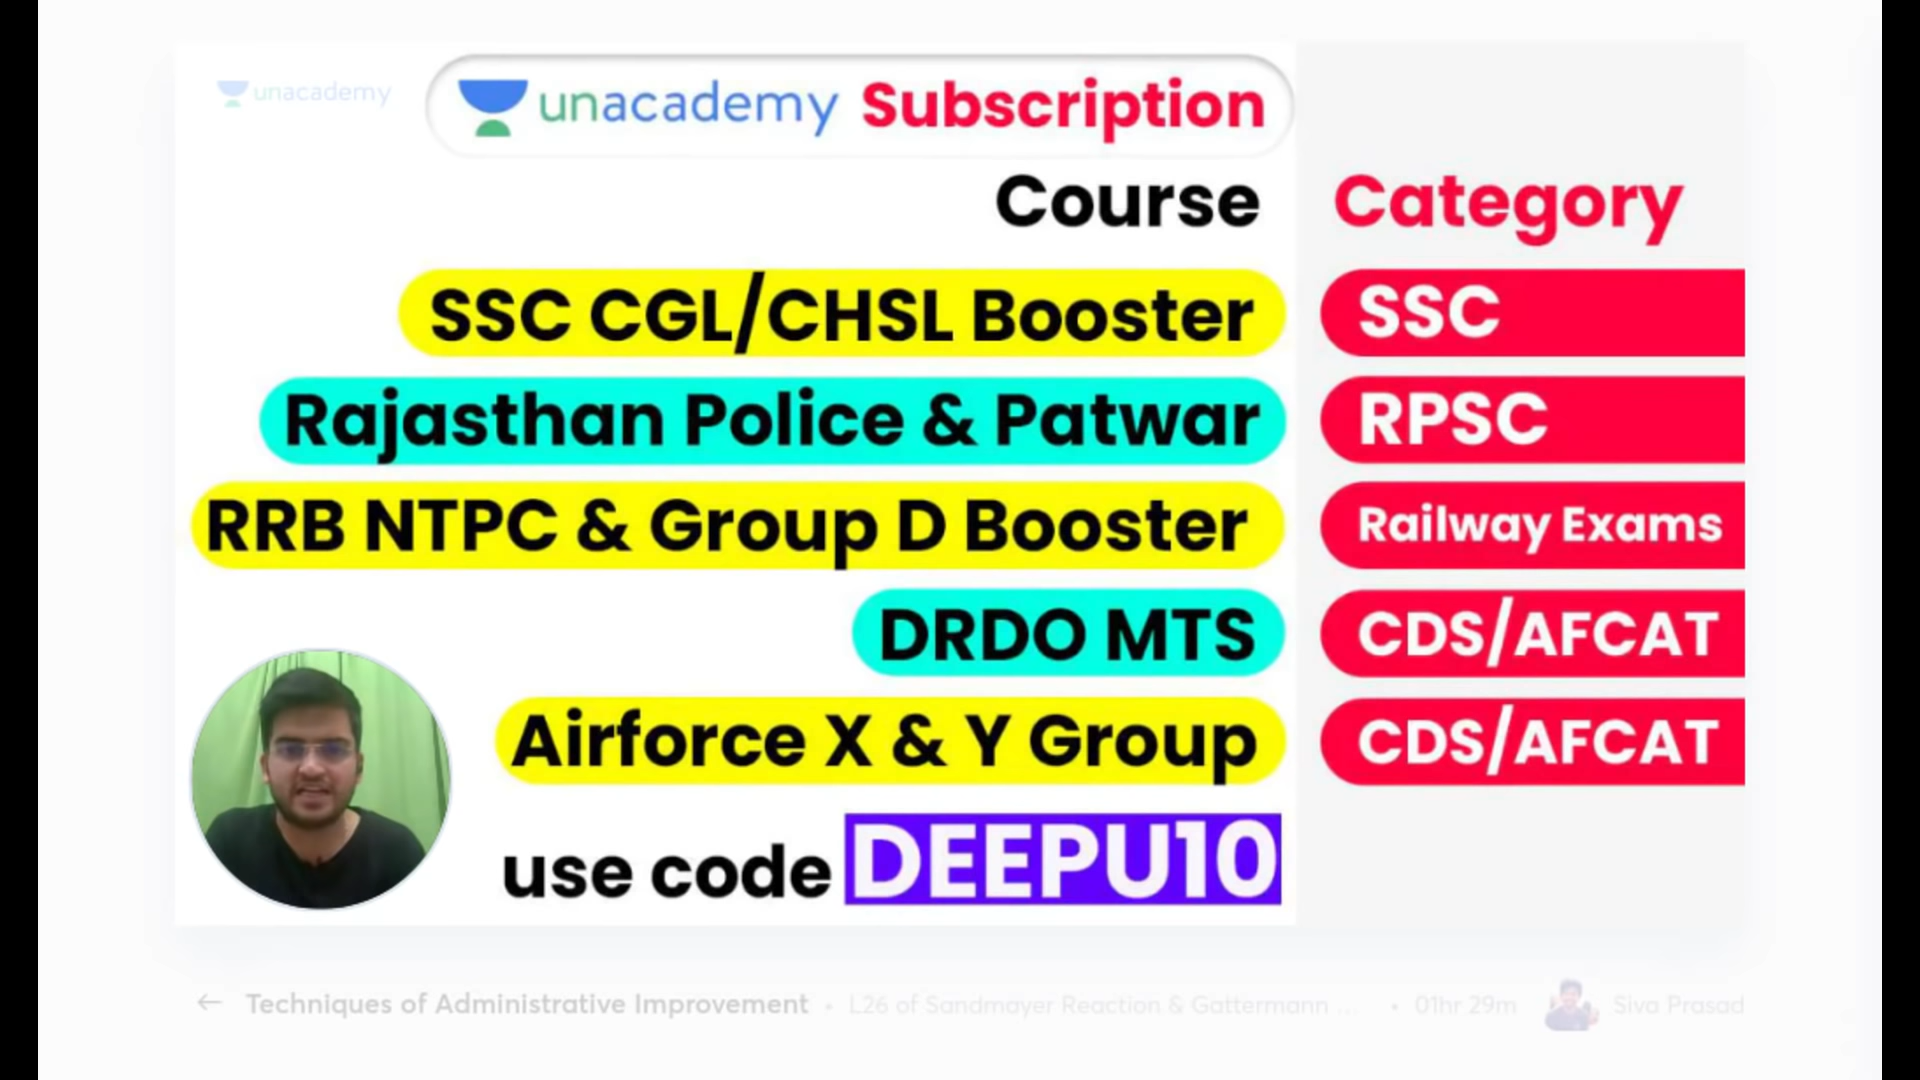 unacademy
unacademy Subscription
Course Category
SSC CGL/CHSL Booster SSC
Rajasthan Police & Patwar RPSC
RRB NTPC & Group D Booster Railway Exams
DRDO MTS CDS/AFCAT
Airforce X & Y Group CDS/AFCAT
use code DEEPU10
← Techniques of Administrative Improvement • L26 of Sandmayer Reaction & Gattermann ... • 01hr 29m Siva Prasad